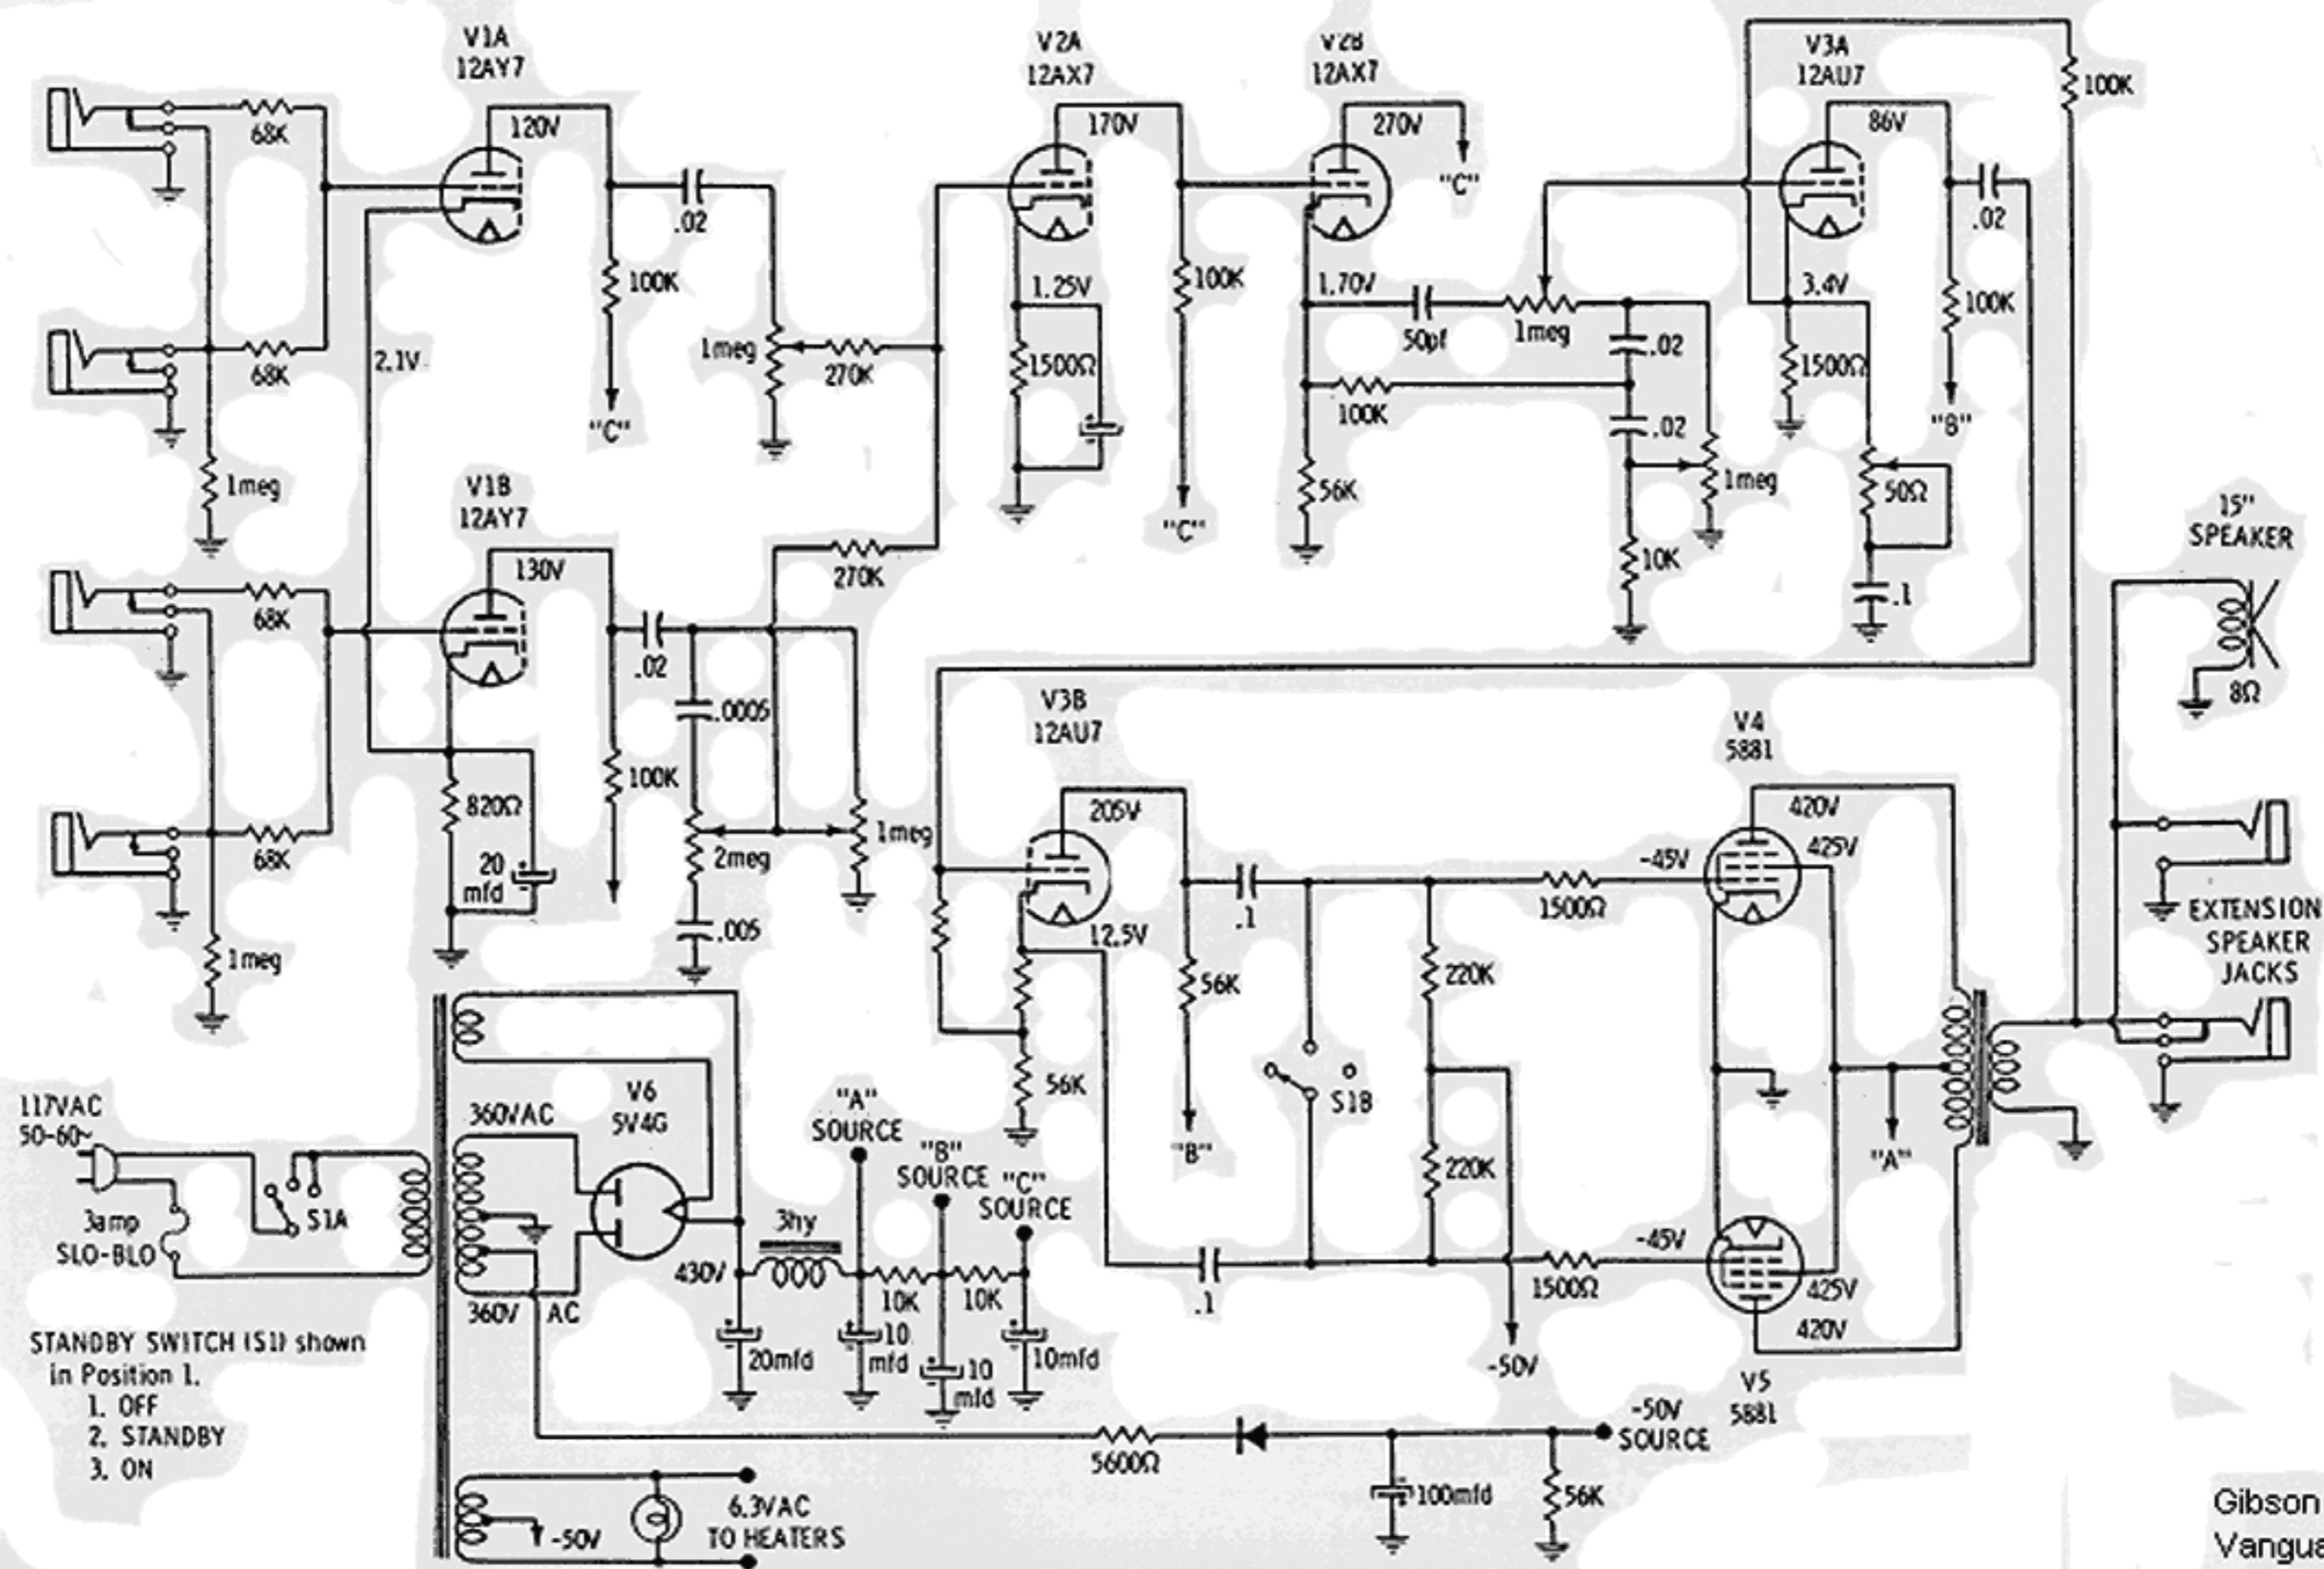 V1A
12AY7
V2A
12AX7
V2B
12AX7
V3A
12AU7
100K
68K
120V
170V
270V
86V
.02
"C"
.02
100K
1.25V
100K
1.70V
3.4V
100K
68K
2.1V
1meg
270K
1500Ω
50pf
1meg
.02
1500Ω
"C"
100K
.02
"B"
1meg
V1B
12AY7
56K
1meg
50Ω
15"
SPEAKER
"C"
130V
270K
10K
.1
68K
.02
8Ω
.0005
V3B
12AU7
V4
5881
100K
820Ω
205V
420V
68K
2meg
1meg
-45V
425V
20
mfd
.1
1500Ω
EXTENSION
SPEAKER
JACKS
.005
12.5V
1meg
56K
220K
117VAC
50-60~
360VAC
V6
5V4G
"A"
SOURCE
56K
S1B
"B"
SOURCE
"C"
SOURCE
"B"
220K
"A"
3amp
SLO-BLO
S1A
3hy
-45V
430V
10K
10K
.1
1500Ω
425V
360V AC
420V
STANDBY SWITCH (S1) shown
in Position 1.
1. OFF
2. STANDBY
3. ON
20mfd
10
mfd
10
mfd
10mfd
-50V
V5
5881
-50V
SOURCE
5600Ω
100mfd
56K
-50V
6.3VAC
TO HEATERS
Gibson
Vangua